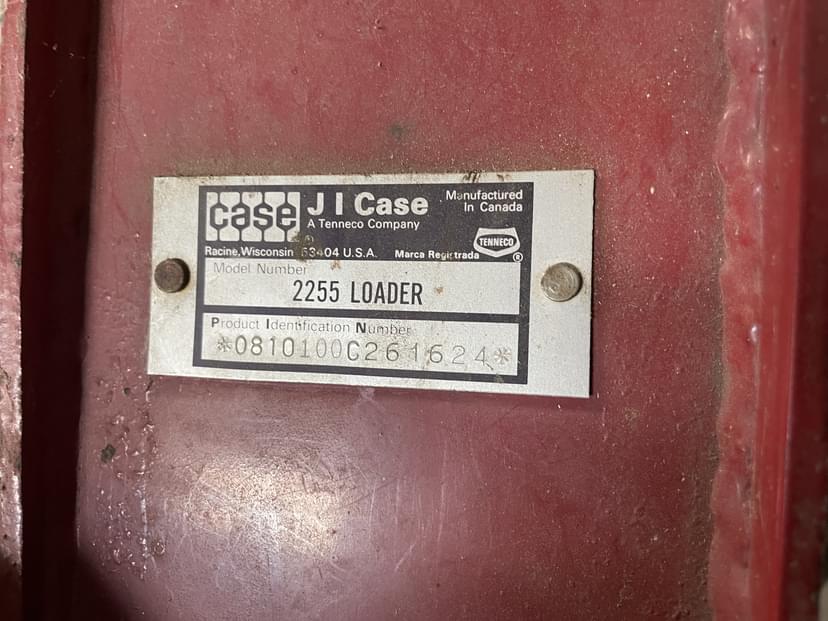 case
J I Case
A Tenneco Company
Manufactured
In Canada
TENNECO
®
Racine, Wisconsin 53404 U.S.A. Marca Registrada
Model Number
2255 LOADER
Product Identification Number
*0810100C261624*